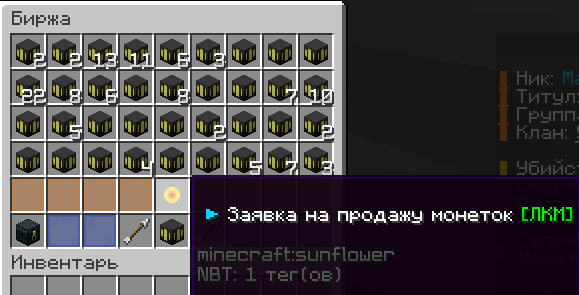 Биржа
2 2 13 11 6 3
22 8 6 8 7 10
5 2 2
4 5 7 3
► Заявка на продажу монеток [ЛКМ]
minecraft:sunflower
NBT: 1 тег(ов)
Инвентарь
Ник:
Титул:
Групп
Клан:
Убийс